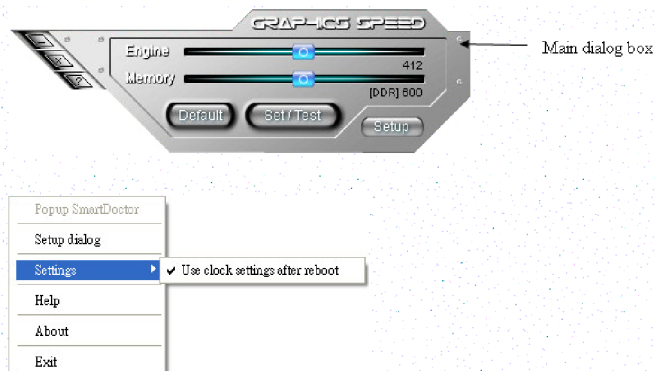 GRAPHICS SPEED
Engine
412
Memory
[DDR] 600
Default
Set / Test
Setup
Main dialog box
Popup SmartDoctor
Setup dialog
Settings
✔ Use clock settings after reboot
Help
About
Exit